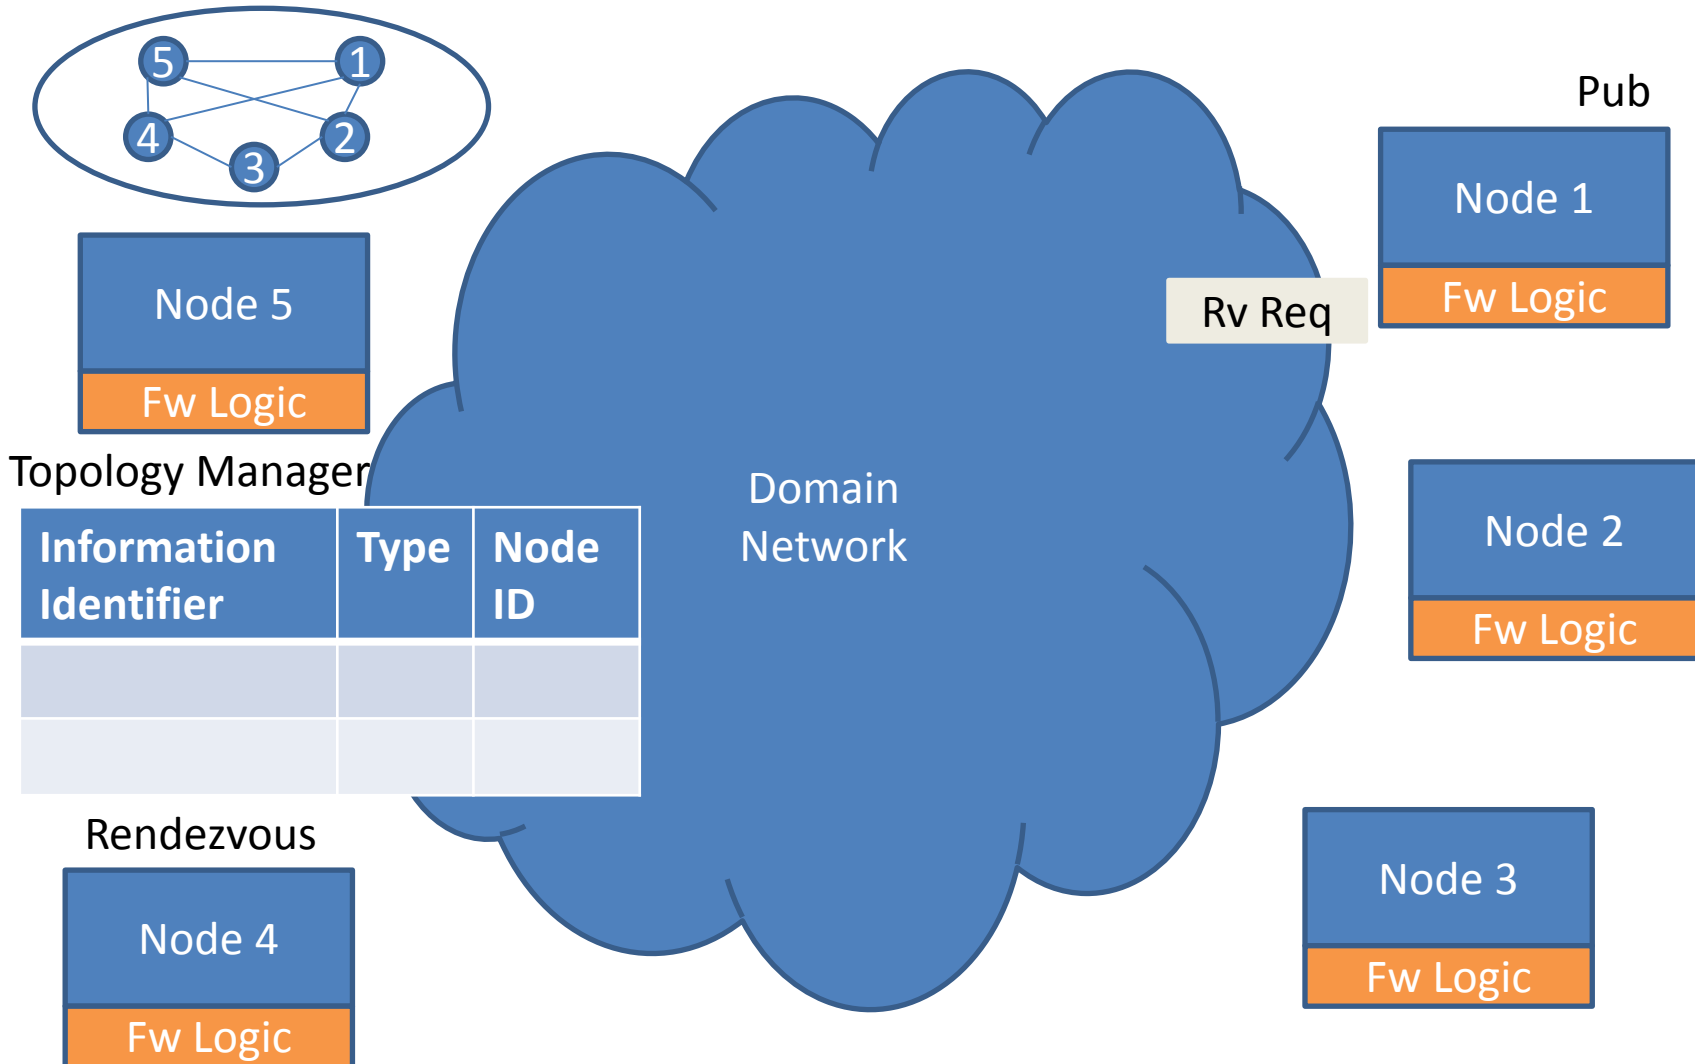 5
1
4
2
3
Pub
Node 1
Fw Logic
Node 5
Fw Logic
Rv Req
Topology Manager
Domain
Network
Node 2
Fw Logic
Information
Identifier
Type
Node
ID
Rendezvous
Node 4
Fw Logic
Node 3
Fw Logic